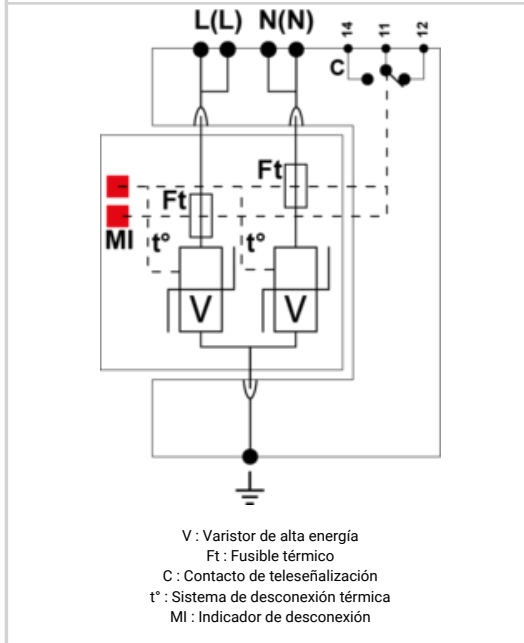 L(L) N(N)
14 11 12
C
Ft
Ft
MI t° t°
V V
V : Varistor de alta energía
Ft : Fusible térmico
C : Contacto de teleseñalización
t° : Sistema de desconexión térmica
MI : Indicador de desconexión